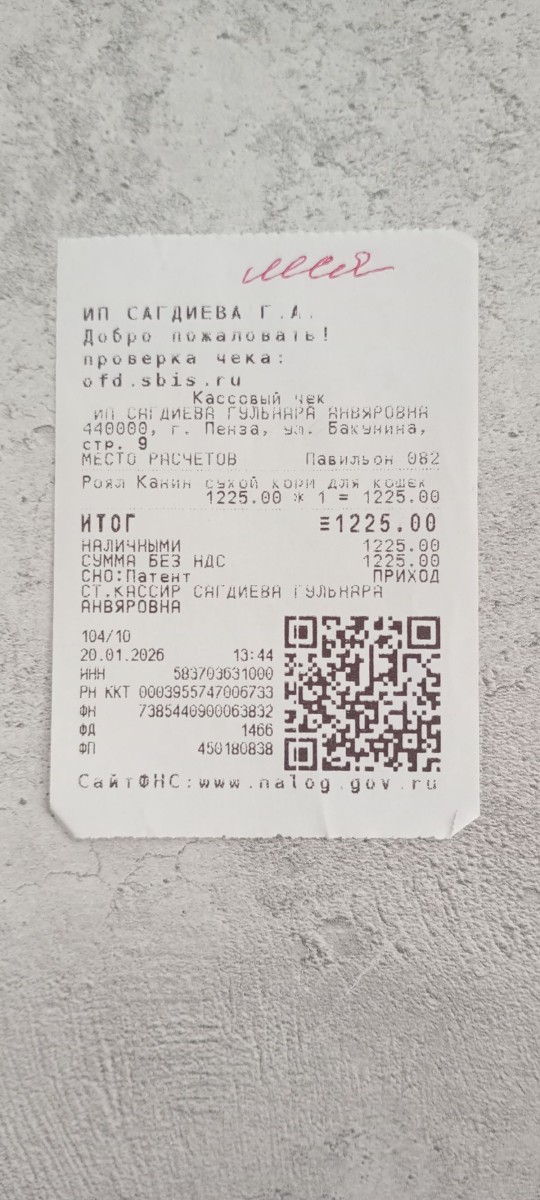 ИП САГДИЕВА Г.А.
Добро пожаловать!
проверка чека:
ofd.sbis.ru
Кассовый чек
ИП САГДИЕВА ГУЛЬНАРА АНВЯРОВНА
440000, г. Пенза, ул. Бакунина,
стр. 9
МЕСТО РАСЧЕТОВ Павильон 082
Роял Канин сухой корм для кошек
1225.00 * 1 = 1225.00
ИТОГ ≡1225.00
НАЛИЧНЫМИ 1225.00
СУММА БЕЗ НДС 1225.00
СНО:Патент ПРИХОД
СТ.КАССИР САГДИЕВА ГУЛЬНАРА
АНВЯРОВНА
104/10
20.01.2026 13:44
ИНН 583703631000
РН ККТ 0003955747006733
ФН 7385440900063832
ФД 1466
ФП 450180838
СайтФНС:www.nalog.gov.ru